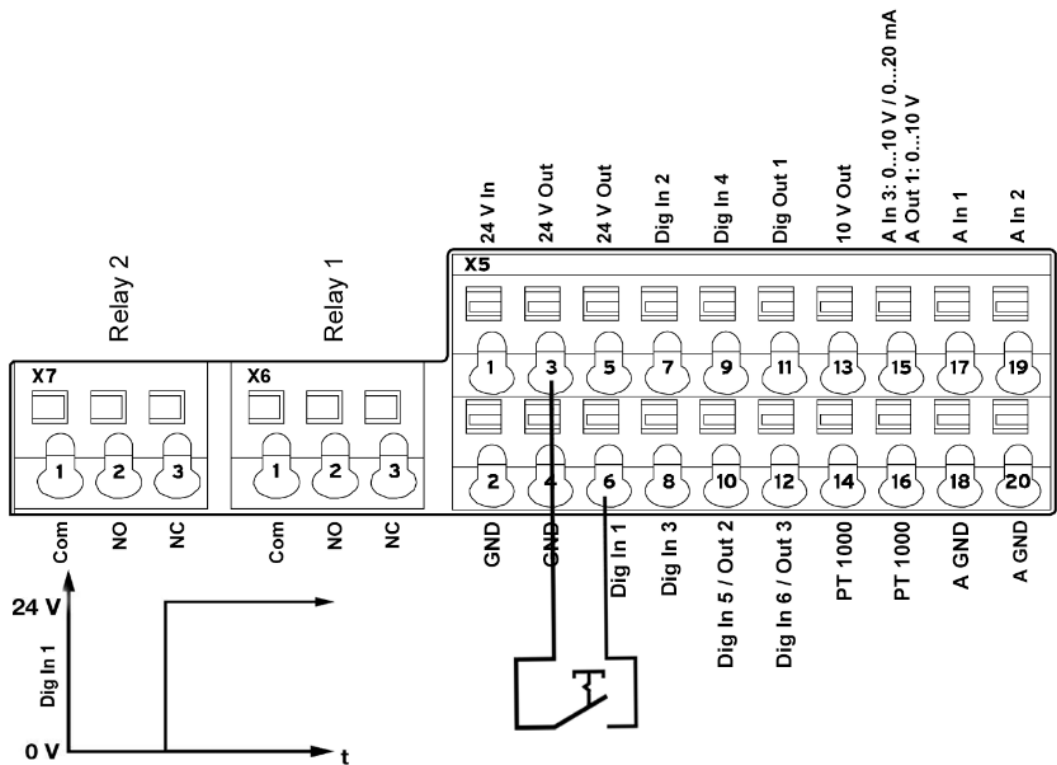 24 V In
24 V Out
24 V Out
Dig In 2
Dig In 4
Dig Out 1
10 V Out
A In 3: 0...10 V / 0...20 mA
A Out 1: 0...10 V
A In 1
A In 2
Relay 2
Relay 1
X5
1 3 5 7 9 11 13 15 17 19
X7
X6
1 2 3
1 2 3
2 4 6 8 10 12 14 16 18 20
Com
NO
NC
Com
NO
NC
GND
GND
Dig In 1
Dig In 3
Dig In 5 / Out 2
Dig In 6 / Out 3
PT 1000
PT 1000
A GND
A GND
24 V
Dig In 1
0 V
t